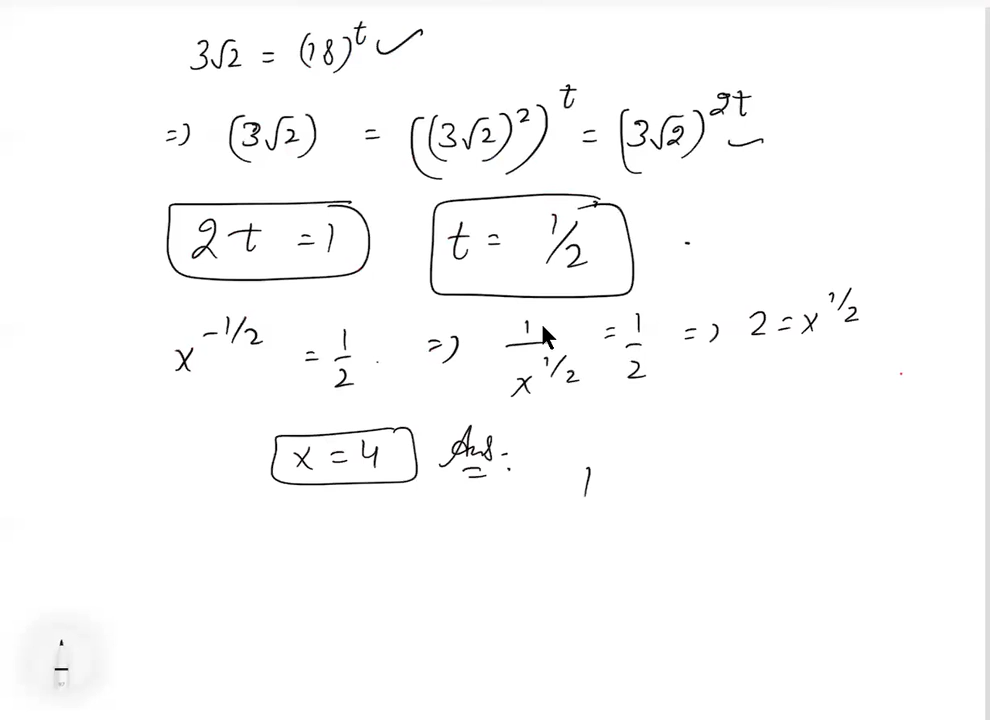 3√2 = (18)^t
=> (3√2) = ((3√2)^2)^t = (3√2)^2t
2t = 1 t = 1/2
x^-1/2 = 1/2 . => 1/x^1/2 = 1/2 => 2 = x^1/2
x = 4 Ans:
1